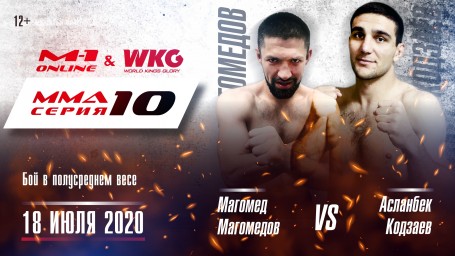 12+
M-1
ONLINE
&
WKG
WORLD KINGS GLORY
MMA
СЕРИЯ 10
Бой в полусреднем весе
18 ИЮЛЯ 2020
Магомед
Магомедов
VS
Асланбек
Кодзаев